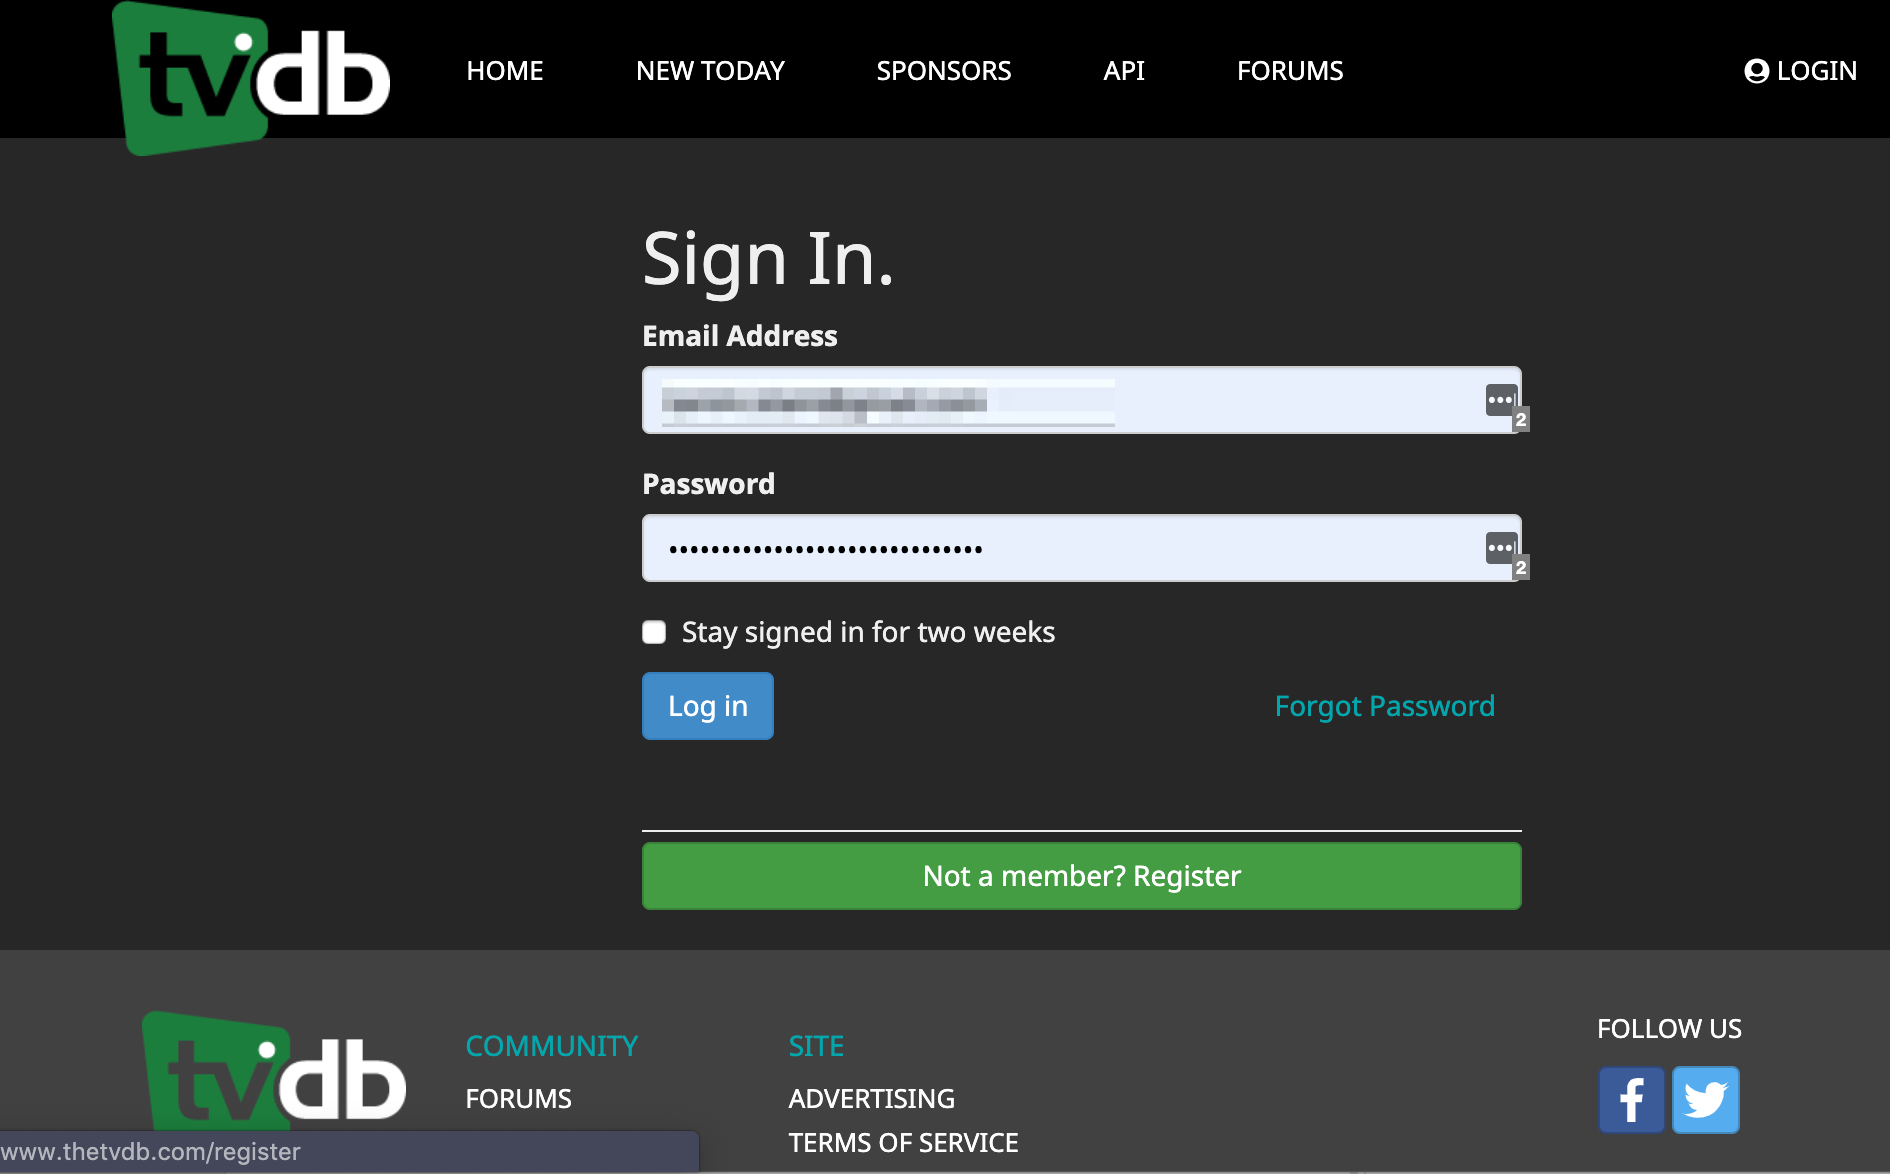 tvdb
HOME NEW TODAY SPONSORS API FORUMS LOGIN
Sign In.
Email Address
2
Password
••••••••••••••••••••••••••••••
2
Stay signed in for two weeks
Log in Forgot Password
Not a member? Register
tvdb
COMMUNITY SITE FOLLOW US
FORUMS ADVERTISING
TERMS OF SERVICE
www.thetvdb.com/register